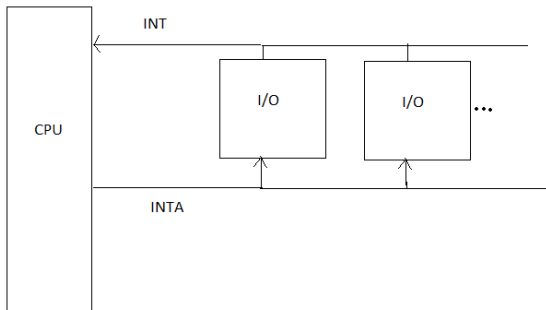 INT
I/O
I/O
...
CPU
INTA